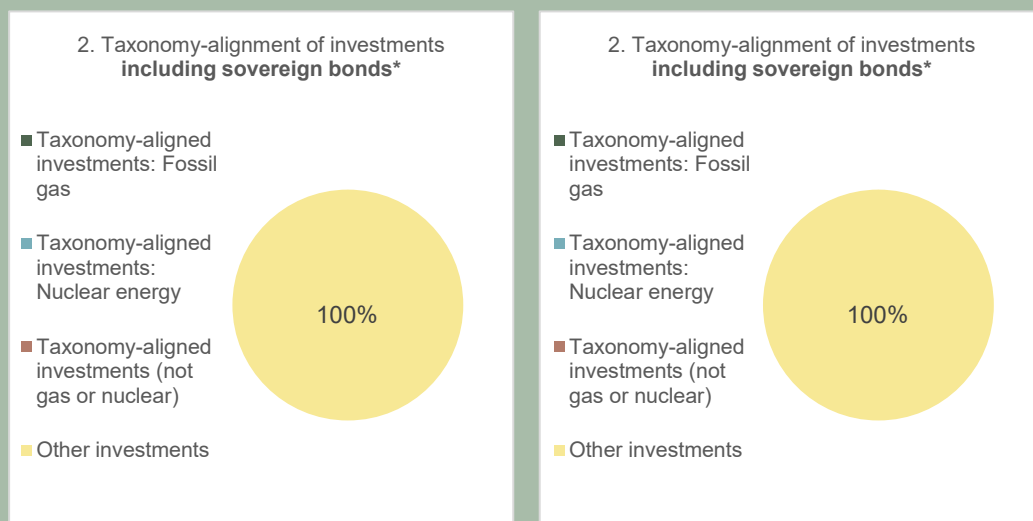 2. Taxonomy-alignment of investments
including sovereign bonds*
Taxonomy-aligned
investments: Fossil
gas
Taxonomy-aligned
investments:
Nuclear energy
Taxonomy-aligned
investments (not
gas or nuclear)
Other investments
100%
2. Taxonomy-alignment of investments
including sovereign bonds*
Taxonomy-aligned
investments: Fossil
gas
Taxonomy-aligned
investments:
Nuclear energy
Taxonomy-aligned
investments (not
gas or nuclear)
Other investments
100%